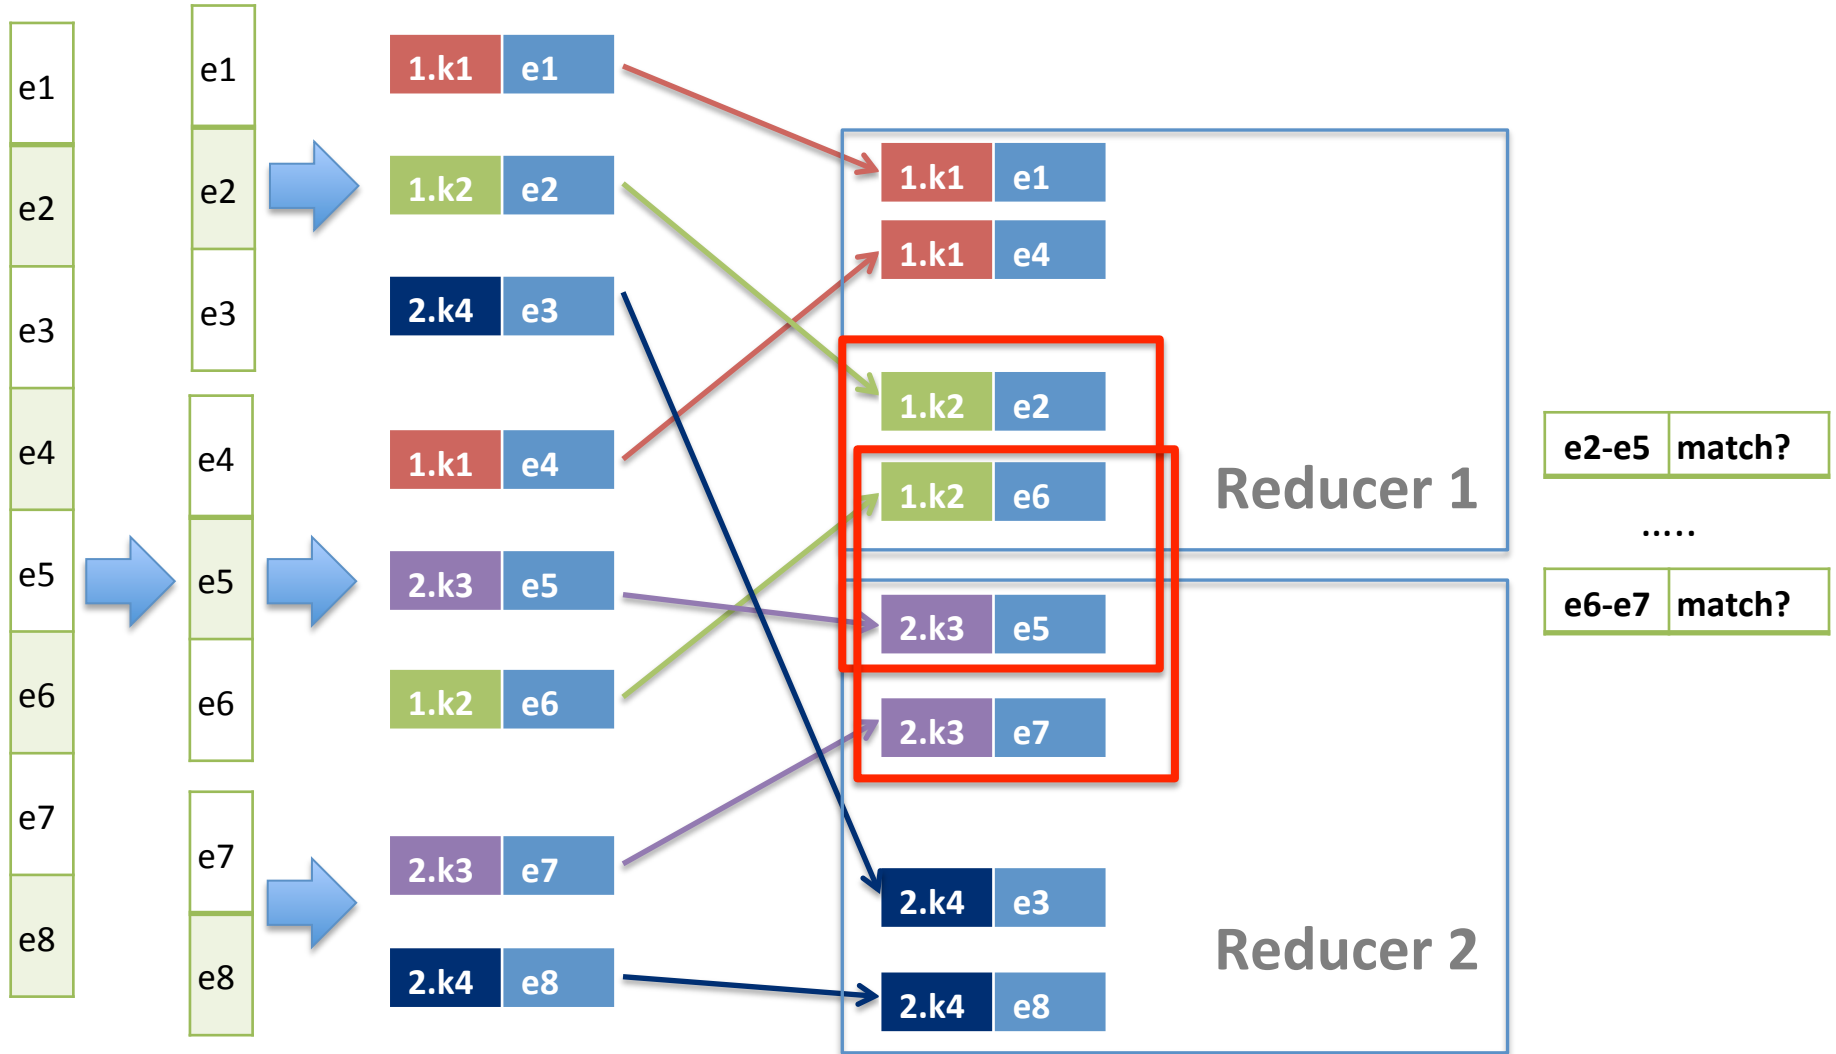 e1
e2
e3
e4
e5
e6
e7
e8
e1
e2
e3
e4
e5
e6
e7
e8
1.k1 e1
1.k2 e2
2.k4 e3
1.k1 e4
2.k3 e5
1.k2 e6
2.k3 e7
2.k4 e8
1.k1 e1
1.k1 e4
1.k2 e2
1.k2 e6
Reducer 1
2.k3 e5
2.k3 e7
2.k4 e3
Reducer 2
2.k4 e8
e2-e5 match?
.....
e6-e7 match?